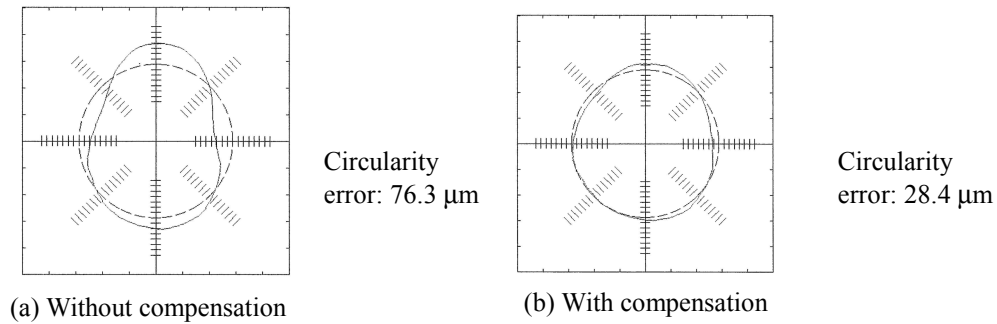 Circularity
error: 76.3 μm
Circularity
error: 28.4 μm
(a) Without compensation
(b) With compensation